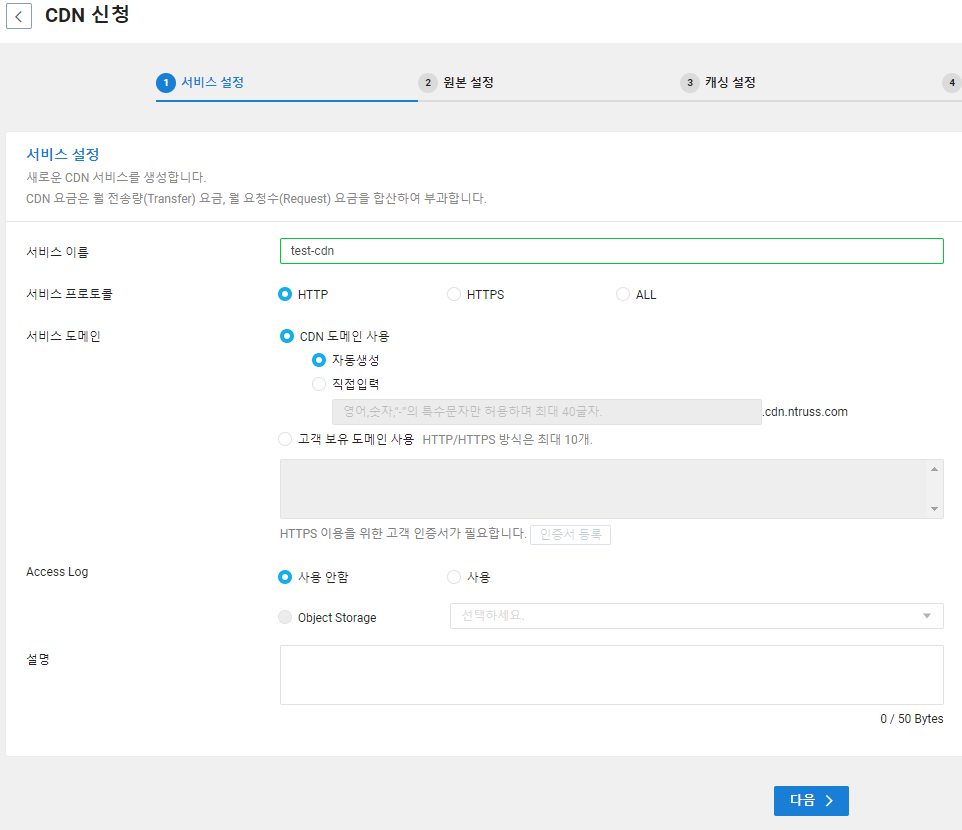 CDN 신청
1 서비스 설정 2 원본 설정 3 캐싱 설정 4
서비스 설정
새로운 CDN 서비스를 생성합니다.
CDN 요금은 월 전송량(Transfer) 요금, 월 요청수(Request) 요금을 합산하여 부과합니다.
서비스 이름 test-cdn
서비스 프로토콜 HTTP HTTPS ALL
서비스 도메인 CDN 도메인 사용
자동생성
직접입력
영어,숫자,"-"의 특수문자만 허용하며 최대 40글자. .cdn.ntruss.com
고객 보유 도메인 사용 HTTP/HTTPS 방식은 최대 10개.
HTTPS 이용을 위한 고객 인증서가 필요합니다. 인증서 등록
Access Log 사용 안함 사용
Object Storage 선택하세요.
설명
0 / 50 Bytes
다음